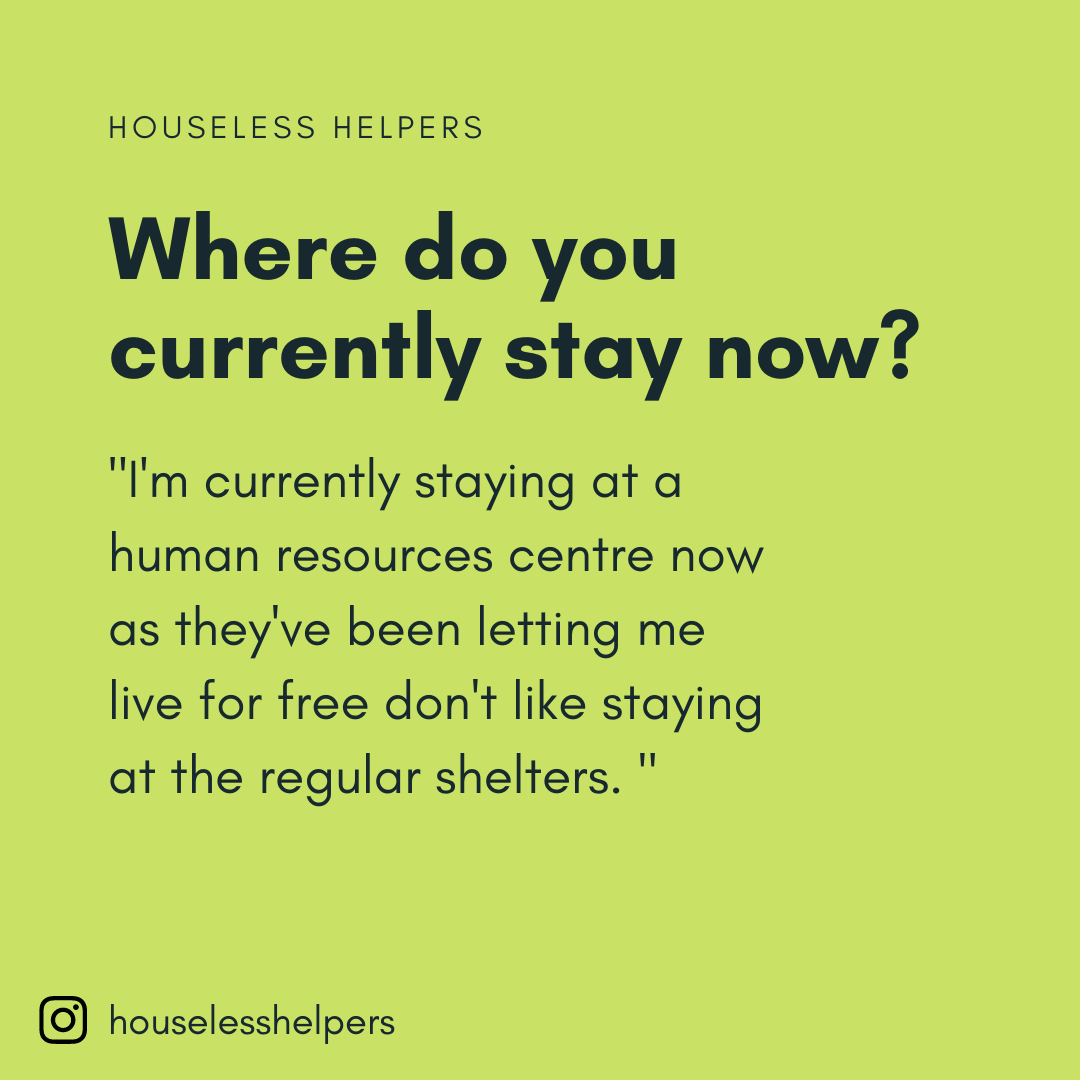 HOUSELESS HELPERS
Where do you
currently stay now?
"I'm currently staying at a
human resources centre now
as they've been letting me
live for free don't like staying
at the regular shelters. "
houselesshelpers